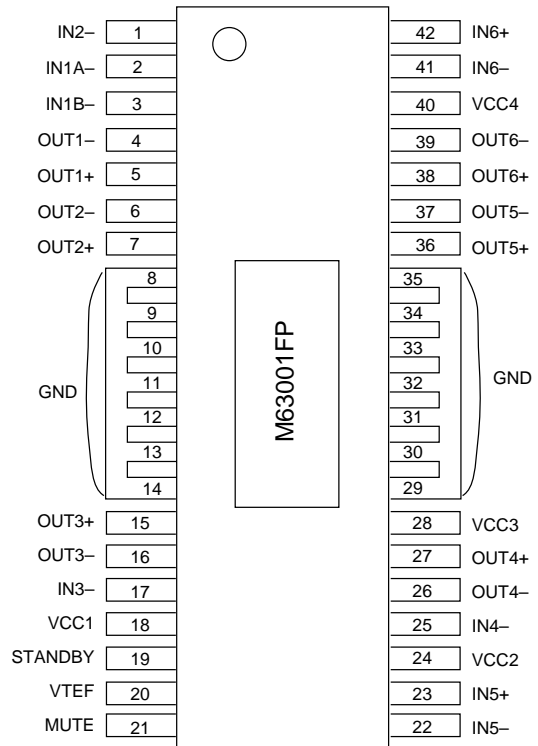 IN2– 1
IN1A– 2
IN1B– 3
OUT1– 4
OUT1+ 5
OUT2– 6
OUT2+ 7
8
9
10
GND 11
12
13
14
OUT3+ 15
OUT3– 16
IN3– 17
VCC1 18
STANDBY 19
VTEF 20
MUTE 21
M63001FP
42 IN6+
41 IN6–
40 VCC4
39 OUT6–
38 OUT6+
37 OUT5–
36 OUT5+
35
34
33
32 GND
31
30
29
28 VCC3
27 OUT4+
26 OUT4–
25 IN4–
24 VCC2
23 IN5+
22 IN5–